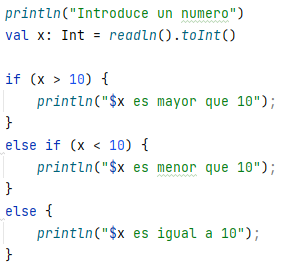 println("Introduce un numero")
val x: Int = readln().toInt()
if (x > 10) {
println("$x es mayor que 10");
}
else if (x < 10) {
println("$x es menor que 10");
}
else {
println("$x es igual a 10");
}